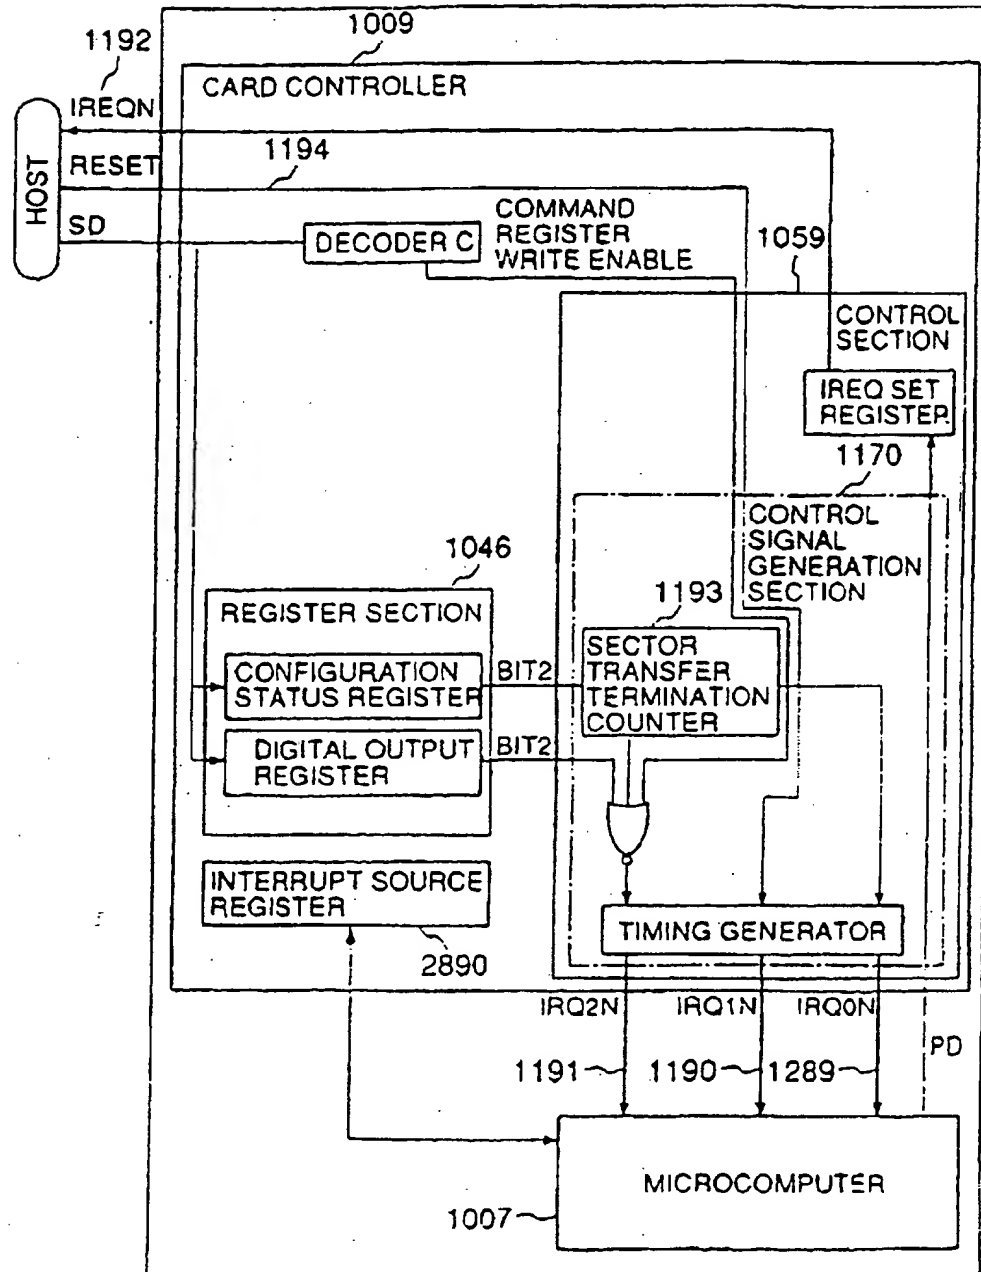 1009
1192
CARD CONTROLLER
IREQN
1194
RESET
HOST
SD
DECODER C
COMMAND
REGISTER
WRITE ENABLE
1059
CONTROL
SECTION
IREQ SET
REGISTER
1170
CONTROL
SIGNAL
GENERATION
SECTION
1046
REGISTER SECTION
1193
SECTOR
TRANSFER
TERMINATION
COUNTER
CONFIGURATION
STATUS REGISTER
BIT2
DIGITAL OUTPUT
REGISTER
BIT2
INTERRUPT SOURCE
REGISTER
2890
TIMING GENERATOR
IRQ2N
IRQ1N
IRQ0N
PD
1191
1190
1289
MICROCOMPUTER
1007